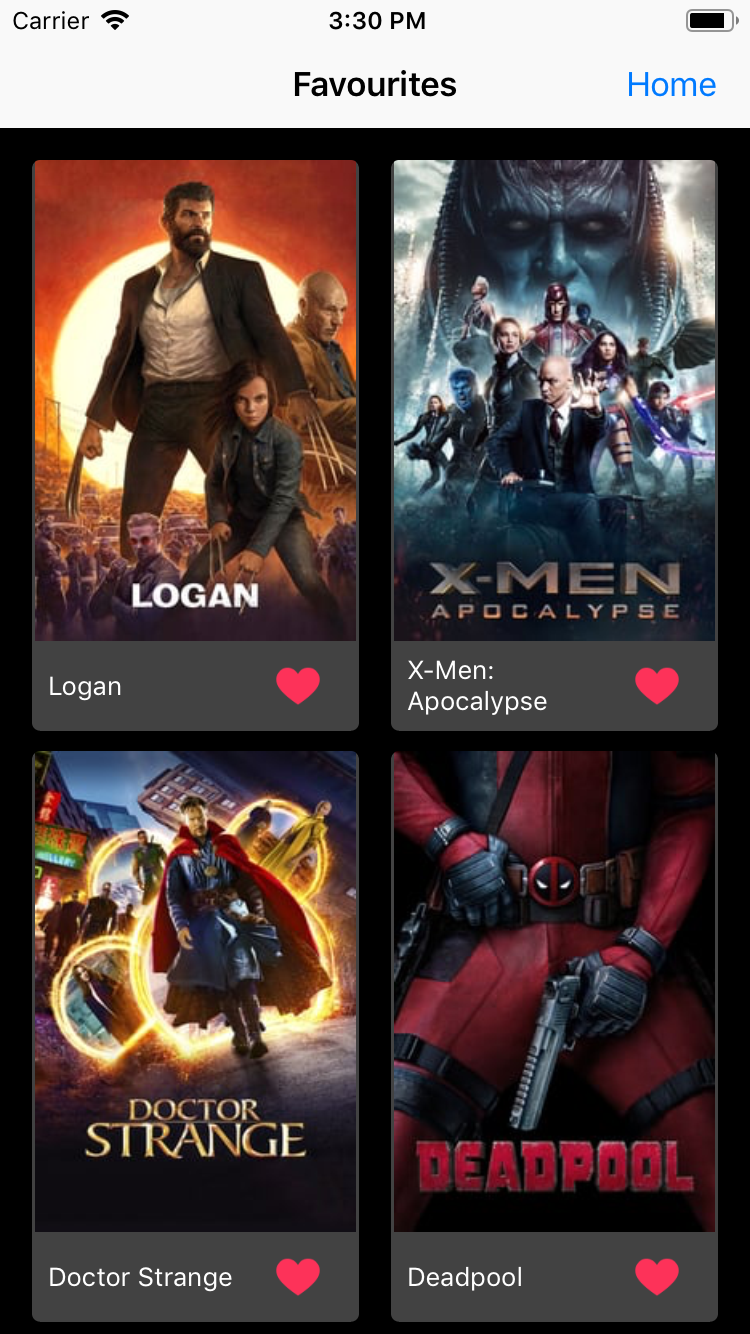 Carrier 3:30 PM
Favourites Home
LOGAN
X-MEN
APOCALYPSE
Logan
X-Men:
Apocalypse
DOCTOR
STRANGE
DEADPOOL
Doctor Strange
Deadpool